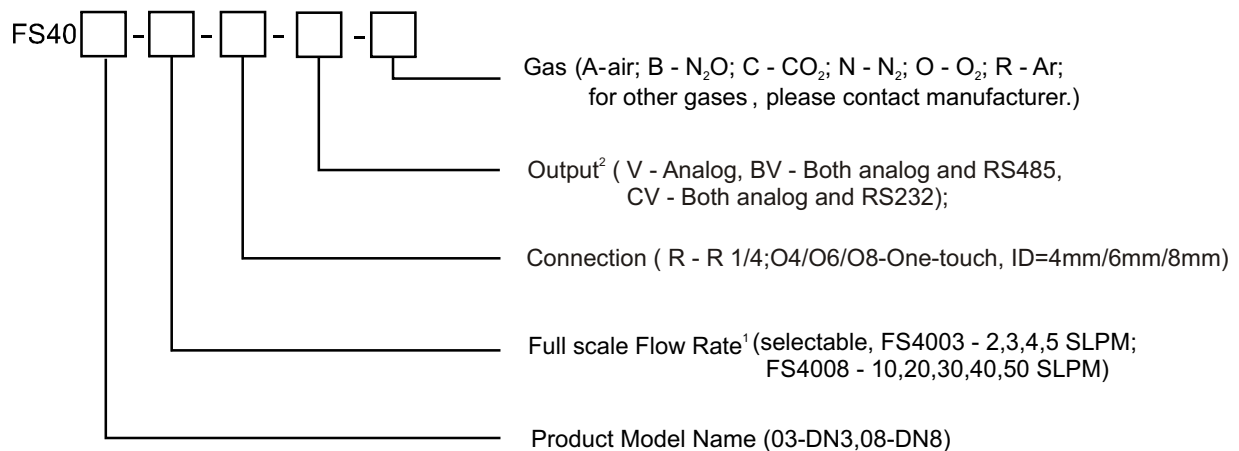 FS40 - - - -
Gas (A-air; B - N₂O; C - CO₂; N - N₂; O - O₂; R - Ar;
for other gases , please contact manufacturer.)
Output² ( V - Analog, BV - Both analog and RS485,
CV - Both analog and RS232);
Connection ( R - R 1/4;O4/O6/O8-One-touch, ID=4mm/6mm/8mm)
Full scale Flow Rate¹ (selectable, FS4003 - 2,3,4,5 SLPM;
FS4008 - 10,20,30,40,50 SLPM)
Product Model Name (03-DN3,08-DN8)